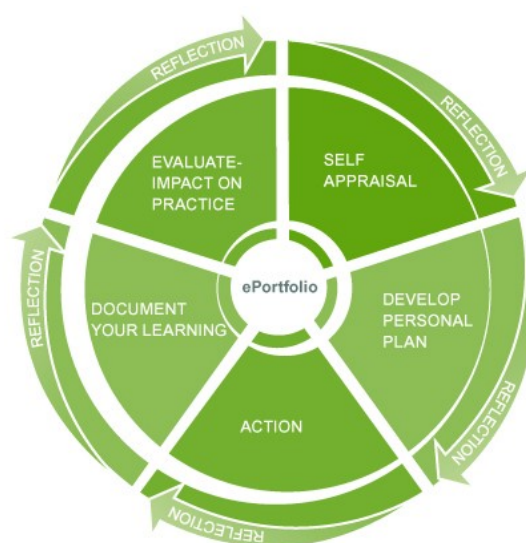 REFLECTION
SELF
APPRAISAL
REFLECTION
DEVELOP
PERSONAL
PLAN
REFLECTION
ACTION
REFLECTION
DOCUMENT
YOUR LEARNING
REFLECTION
EVALUATE-
IMPACT ON
PRACTICE
ePortfolio